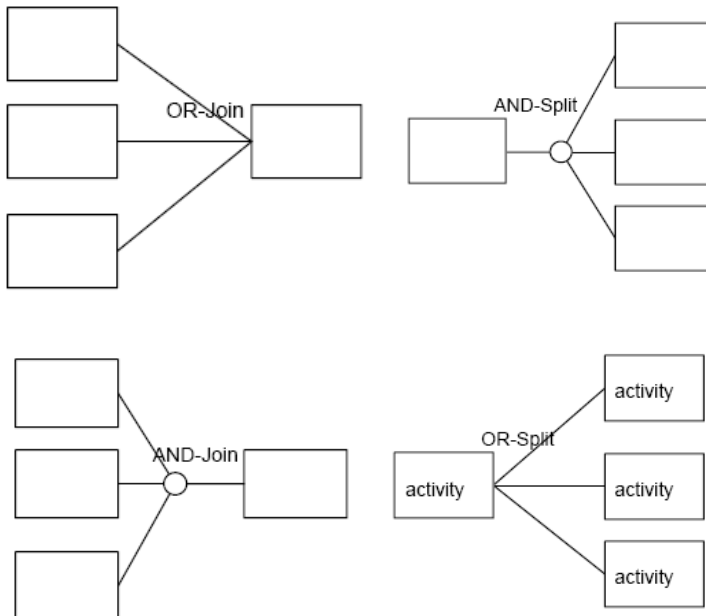 OR-Join
AND-Split
AND-Join
OR-Split
activity
activity
activity
activity